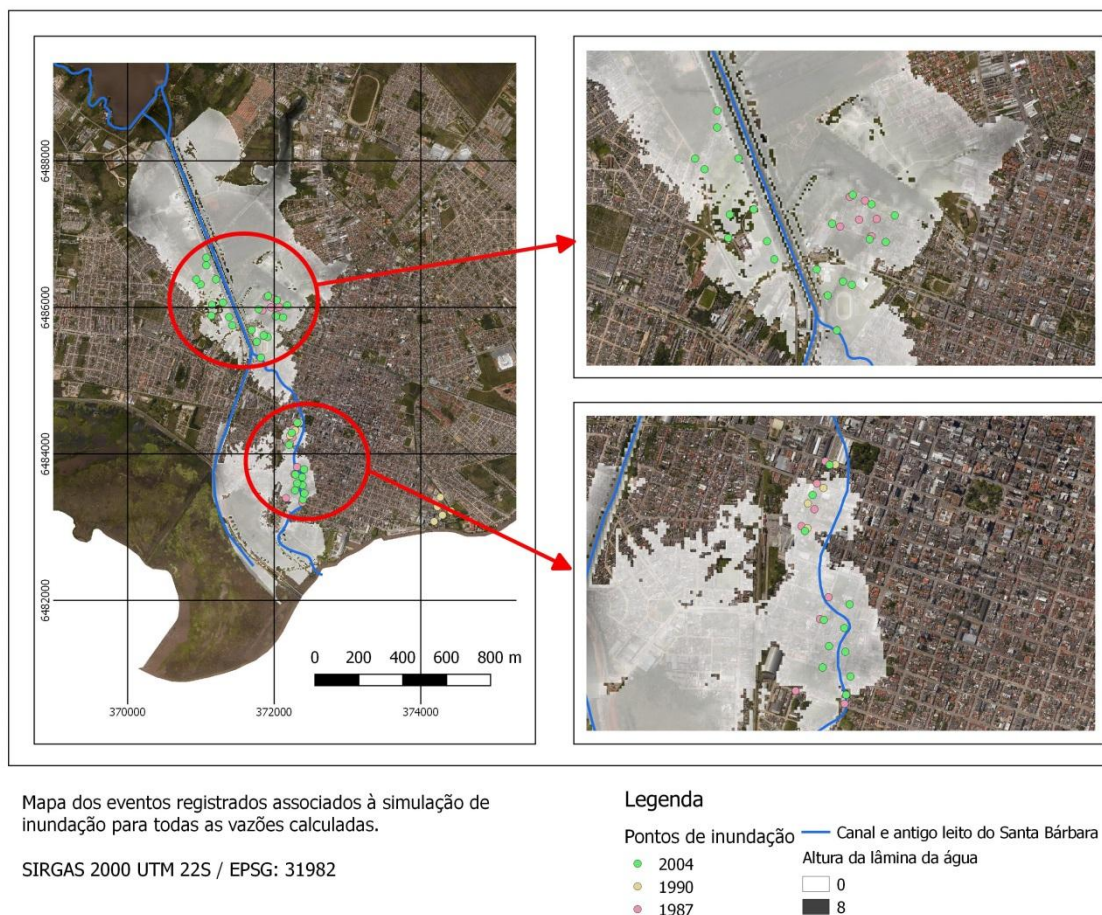 6488000
6486000
6484000
6482000
0 200 400 600 800 m
370000 372000 374000
Mapa dos eventos registrados associados à simulação de
inundação para todas as vazões calculadas.
SIRGAS 2000 UTM 22S / EPSG: 31982
Legenda
Pontos de inundação
2004
1990
1987
Canal e antigo leito do Santa Bárbara
Altura da lâmina da água
0
8